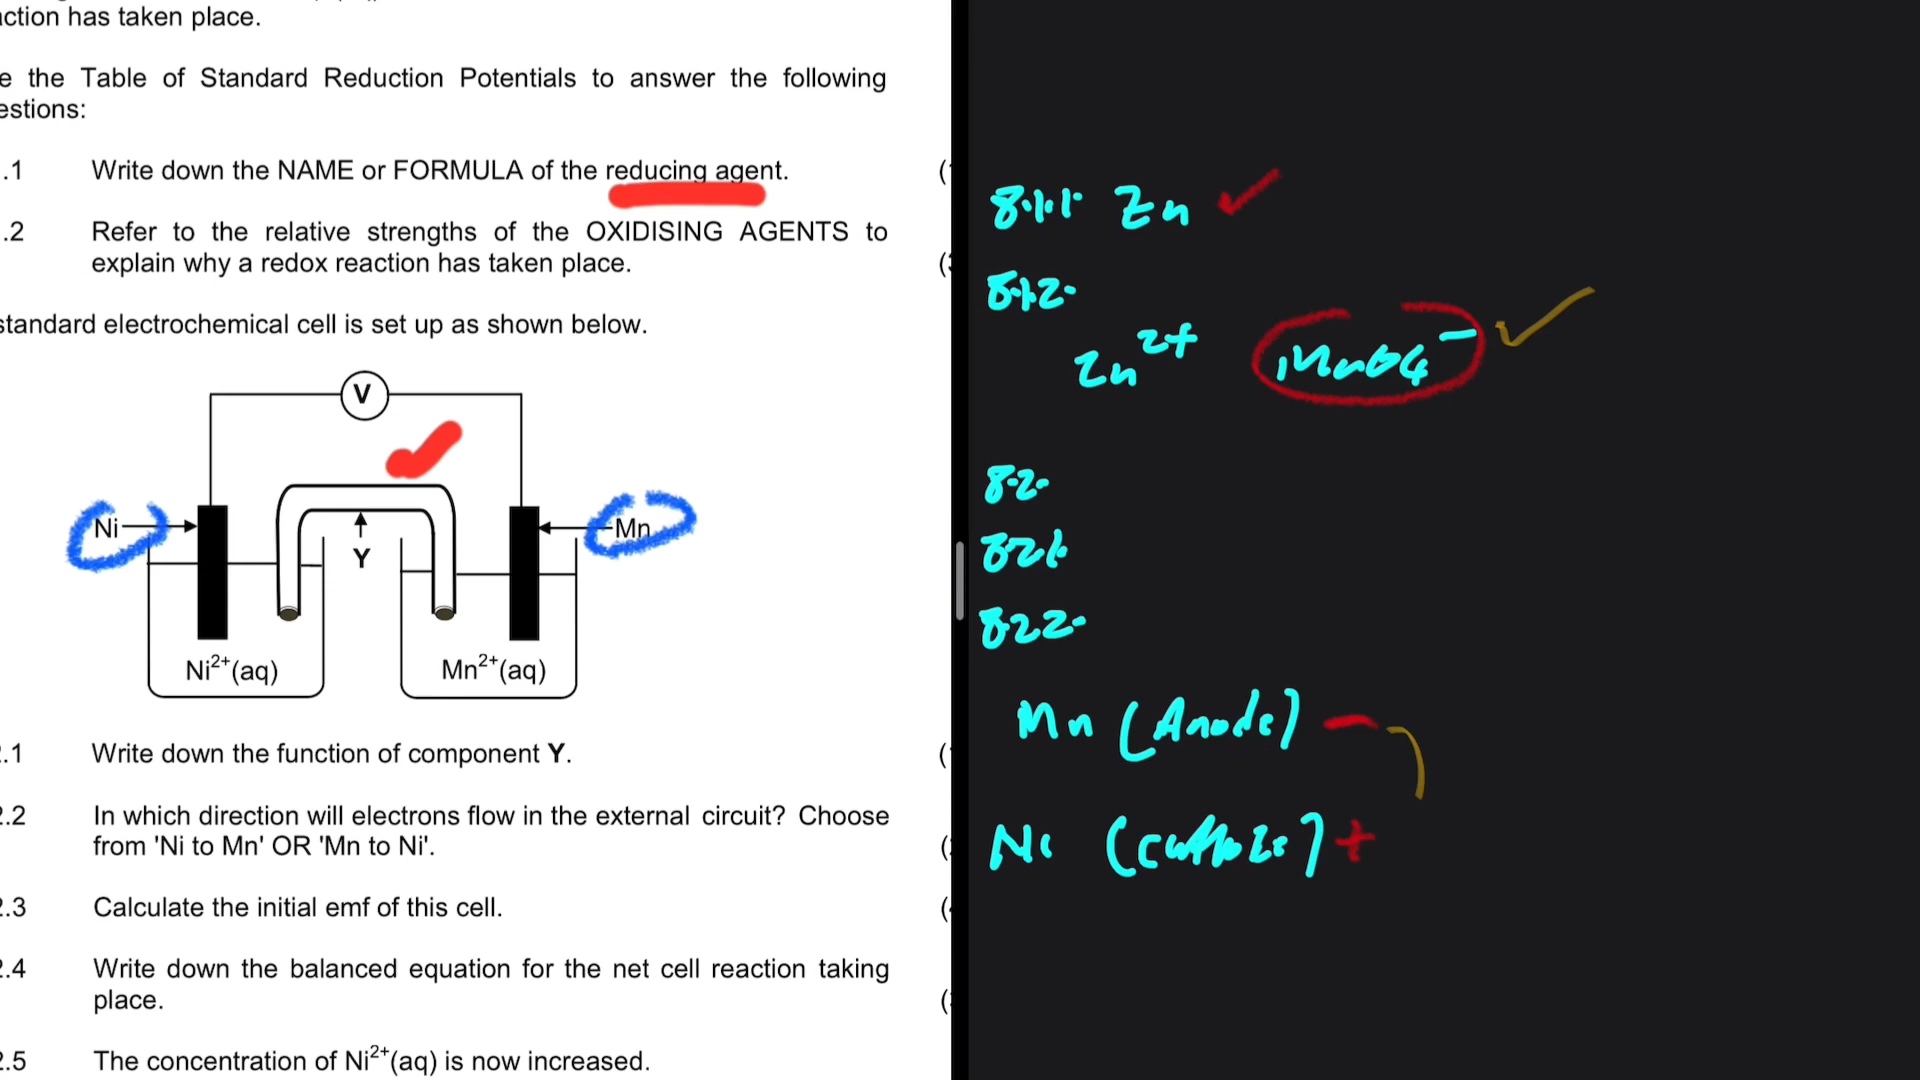 ction has taken place.
e the Table of Standard Reduction Potentials to answer the following
estions:
.1 Write down the NAME or FORMULA of the reducing agent. (
.2 Refer to the relative strengths of the OXIDISING AGENTS to
explain why a redox reaction has taken place. (
standard electrochemical cell is set up as shown below.
V
Ni
Y
Mn
Ni2+(aq)
Mn2+(aq)
.1 Write down the function of component Y. (
.2 In which direction will electrons flow in the external circuit? Choose
from 'Ni to Mn' OR 'Mn to Ni'. (
.3 Calculate the initial emf of this cell. (
.4 Write down the balanced equation for the net cell reaction taking
place. (
.5 The concentration of Ni2+(aq) is now increased.
8.1.1. Zn
8.1.2.
Zn2+ MnO4-
8.2.
8.2.1.
8.2.2.
Mn (Anode) -
Ni (Cathode) +